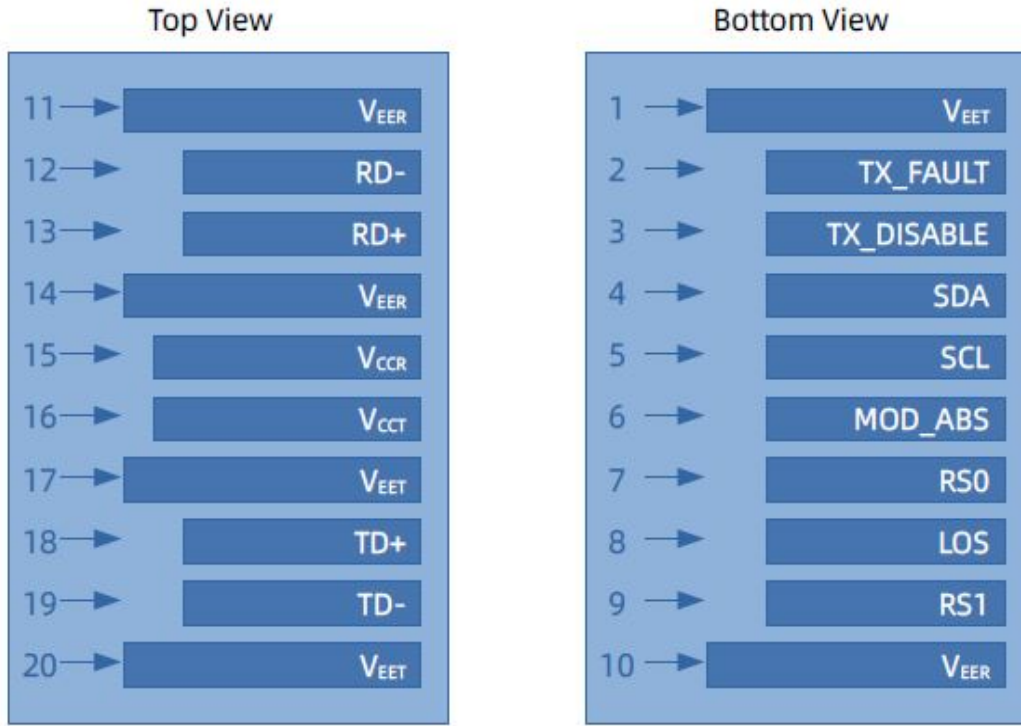 Top View
11 VEER
12 RD-
13 RD+
14 VEER
15 VCCR
16 VCCT
17 VEET
18 TD+
19 TD-
20 VEET
Bottom View
1 VEET
2 TX_FAULT
3 TX_DISABLE
4 SDA
5 SCL
6 MOD_ABS
7 RS0
8 LOS
9 RS1
10 VEER